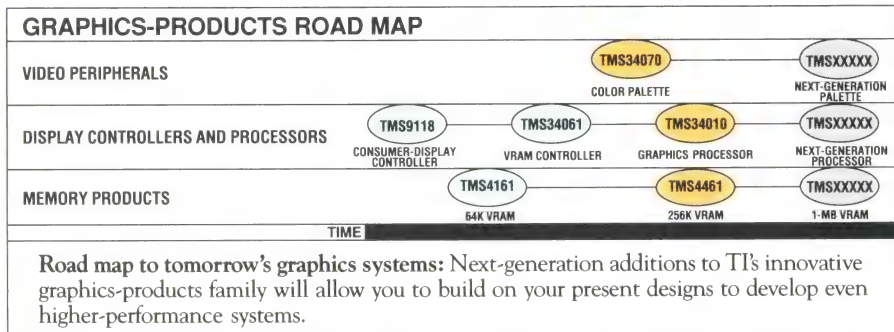 GRAPHICS-PRODUCTS ROAD MAP
VIDEO PERIPHERALS
TMS34070
COLOR PALETTE
TMSXXXXX
NEXT-GENERATION
PALETTE
DISPLAY CONTROLLERS AND PROCESSORS
TMS9118
CONSUMER-DISPLAY
CONTROLLER
TMS34061
VRAM CONTROLLER
TMS34010
GRAPHICS PROCESSOR
TMSXXXXX
NEXT-GENERATION
PROCESSOR
MEMORY PRODUCTS
TMS4161
64K VRAM
TMS4461
256K VRAM
TMSXXXXX
1-MB VRAM
TIME
Road map to tomorrow's graphics systems: Next-generation additions to TI's innovative
graphics-products family will allow you to build on your present designs to develop even
higher-performance systems.